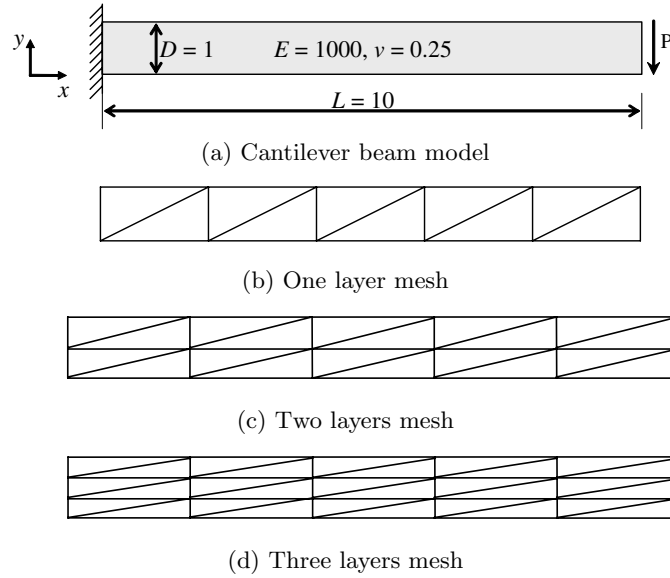 y
x
D = 1
E = 1000, ν = 0.25
P
L = 10
(a) Cantilever beam model
(b) One layer mesh
(c) Two layers mesh
(d) Three layers mesh